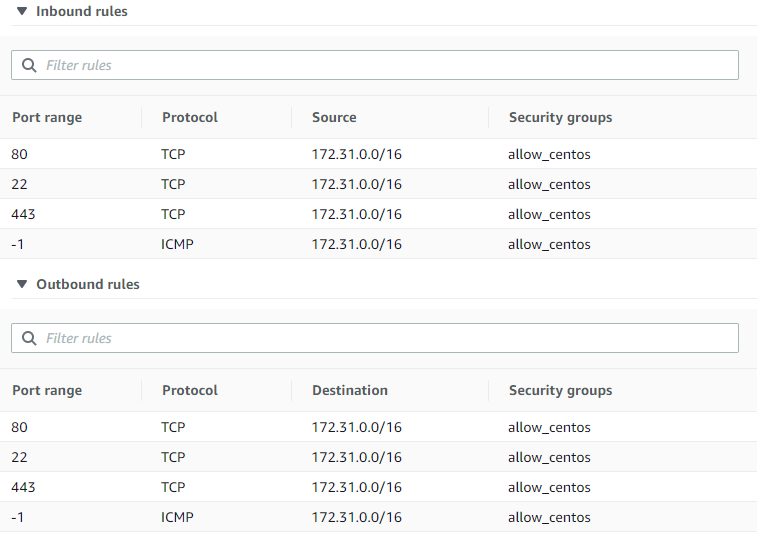 Inbound rules
Filter rules
Port range Protocol Source Security groups
80 TCP 172.31.0.0/16 allow_centos
22 TCP 172.31.0.0/16 allow_centos
443 TCP 172.31.0.0/16 allow_centos
-1 ICMP 172.31.0.0/16 allow_centos
Outbound rules
Filter rules
Port range Protocol Destination Security groups
80 TCP 172.31.0.0/16 allow_centos
22 TCP 172.31.0.0/16 allow_centos
443 TCP 172.31.0.0/16 allow_centos
-1 ICMP 172.31.0.0/16 allow_centos